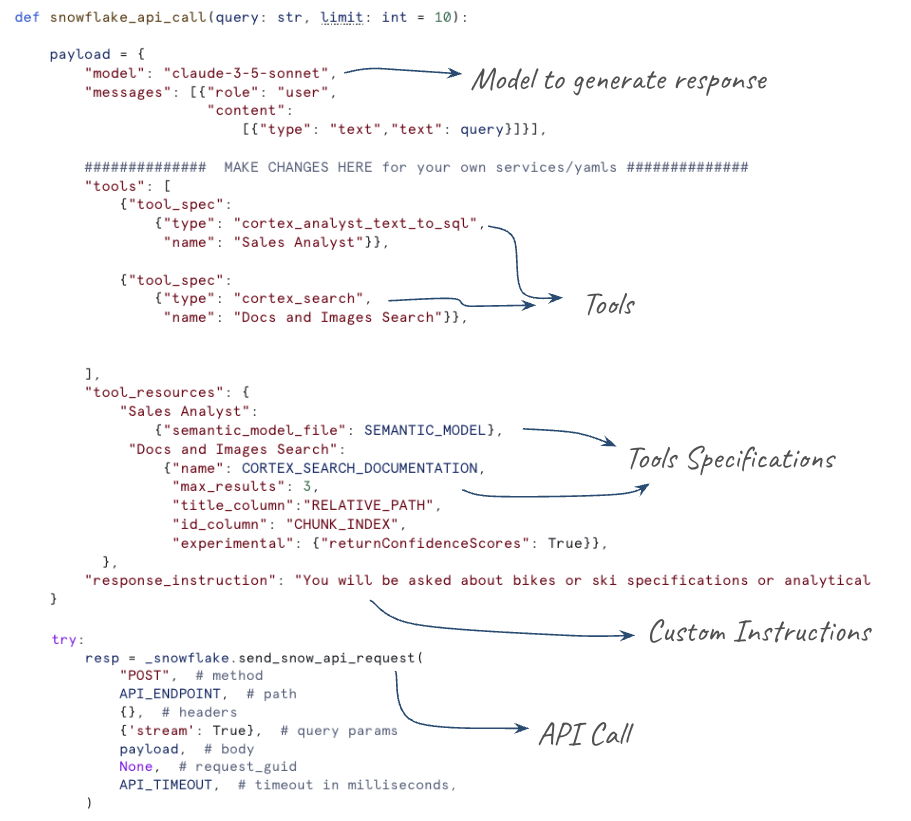 def snowflake_api_call(query: str, limit: int = 10):
payload = {
"model": "claude-3-5-sonnet",
Model to generate response
"messages": [{"role": "user",
"content":
[{"type": "text","text": query}]}],
############## MAKE CHANGES HERE for your own services/yamls ##############
"tools": [
{"tool_spec":
{"type": "cortex_analyst_text_to_sql",
"name": "Sales Analyst"}},
{"tool_spec":
{"type": "cortex_search",
Tools
"name": "Docs and Images Search"}},
],
"tool_resources": {
"Sales Analyst":
{"semantic_model_file": SEMANTIC_MODEL},
"Docs and Images Search":
Tools Specifications
{"name": CORTEX_SEARCH_DOCUMENTATION,
"max_results": 3,
"title_column":"RELATIVE_PATH",
"id_column": "CHUNK_INDEX",
"experimental": {"returnConfidenceScores": True}},
},
"response_instruction": "You will be asked about bikes or ski specifications or analytical
}
Custom Instructions
try:
resp = _snowflake.send_snow_api_request(
"POST", # method
API_ENDPOINT, # path
{}, # headers
{'stream': True}, # query params
API Call
payload, # body
None, # request_guid
API_TIMEOUT, # timeout in milliseconds,
)